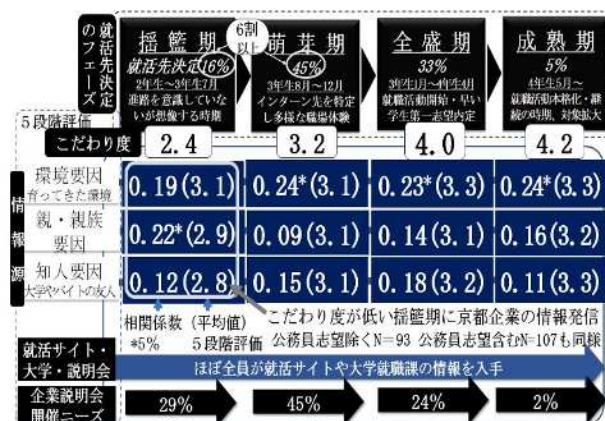 就活先決定のフェーズ
揺籃期
就活先決定16%
2年生～3年生7月
進路を意識していないが想像する時期
6割以上
萌芽期
45%
3年生8月～12月
インターン先を特定し多様な職場体験
全盛期
33%
3年生1月～4年生4月
就職活動開始・早い学生第一志望内定
成熟期
5%
4年生5月～
就職活動本格化・継続の時期、対象拡大
5段階評価
こだわり度 2.4 3.2 4.0 4.2
情報源
環境要因
育ってきた環境
0.19(3.1) 0.24*(3.1) 0.23*(3.3) 0.24*(3.3)
親・親族要因
0.22*(2.9) 0.09(3.1) 0.14(3.1) 0.16(3.2)
知人要因
大学やバイトの友人
0.12(2.8) 0.15(3.1) 0.18(3.2) 0.11(3.3)
相関係数 (平均値)
*5% 5段階評価
こだわり度が低い揺籃期に京都企業の情報発信
公務員志望除くN=93 公務員志望含むN=107も同様
就活サイト・大学・説明会
ほぼ全員が就活サイトや大学就職課の情報を入手
企業説明会開催ニーズ
29% 45% 24% 2%